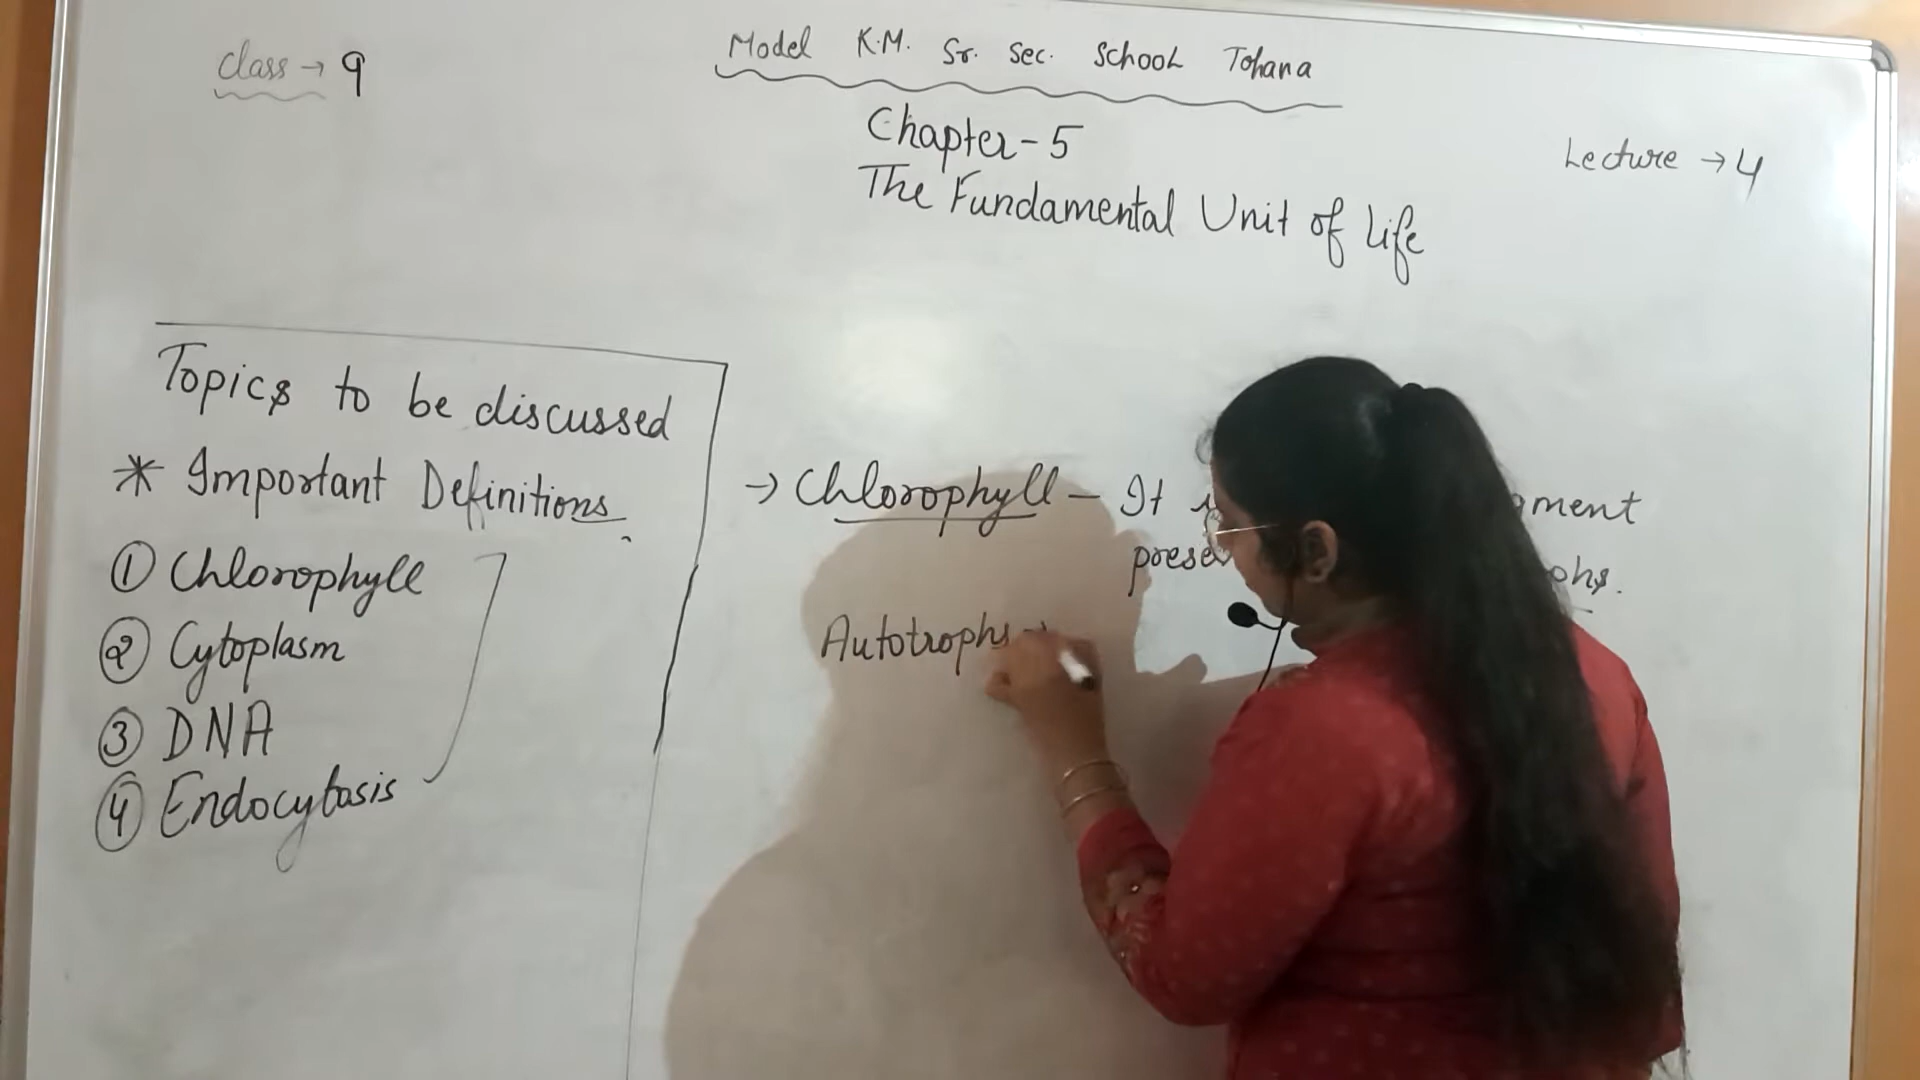 class → 9
Model K.M. Sr. Sec. School Tohana
Chapter-5
The Fundamental Unit of Life
Lecture → 4
Topics to be discussed
* Important Definitions.
① Chlorophyll
② Cytoplasm
③ DNA
④ Endocytosis
→ Chlorophyll – It
Autotrophs →